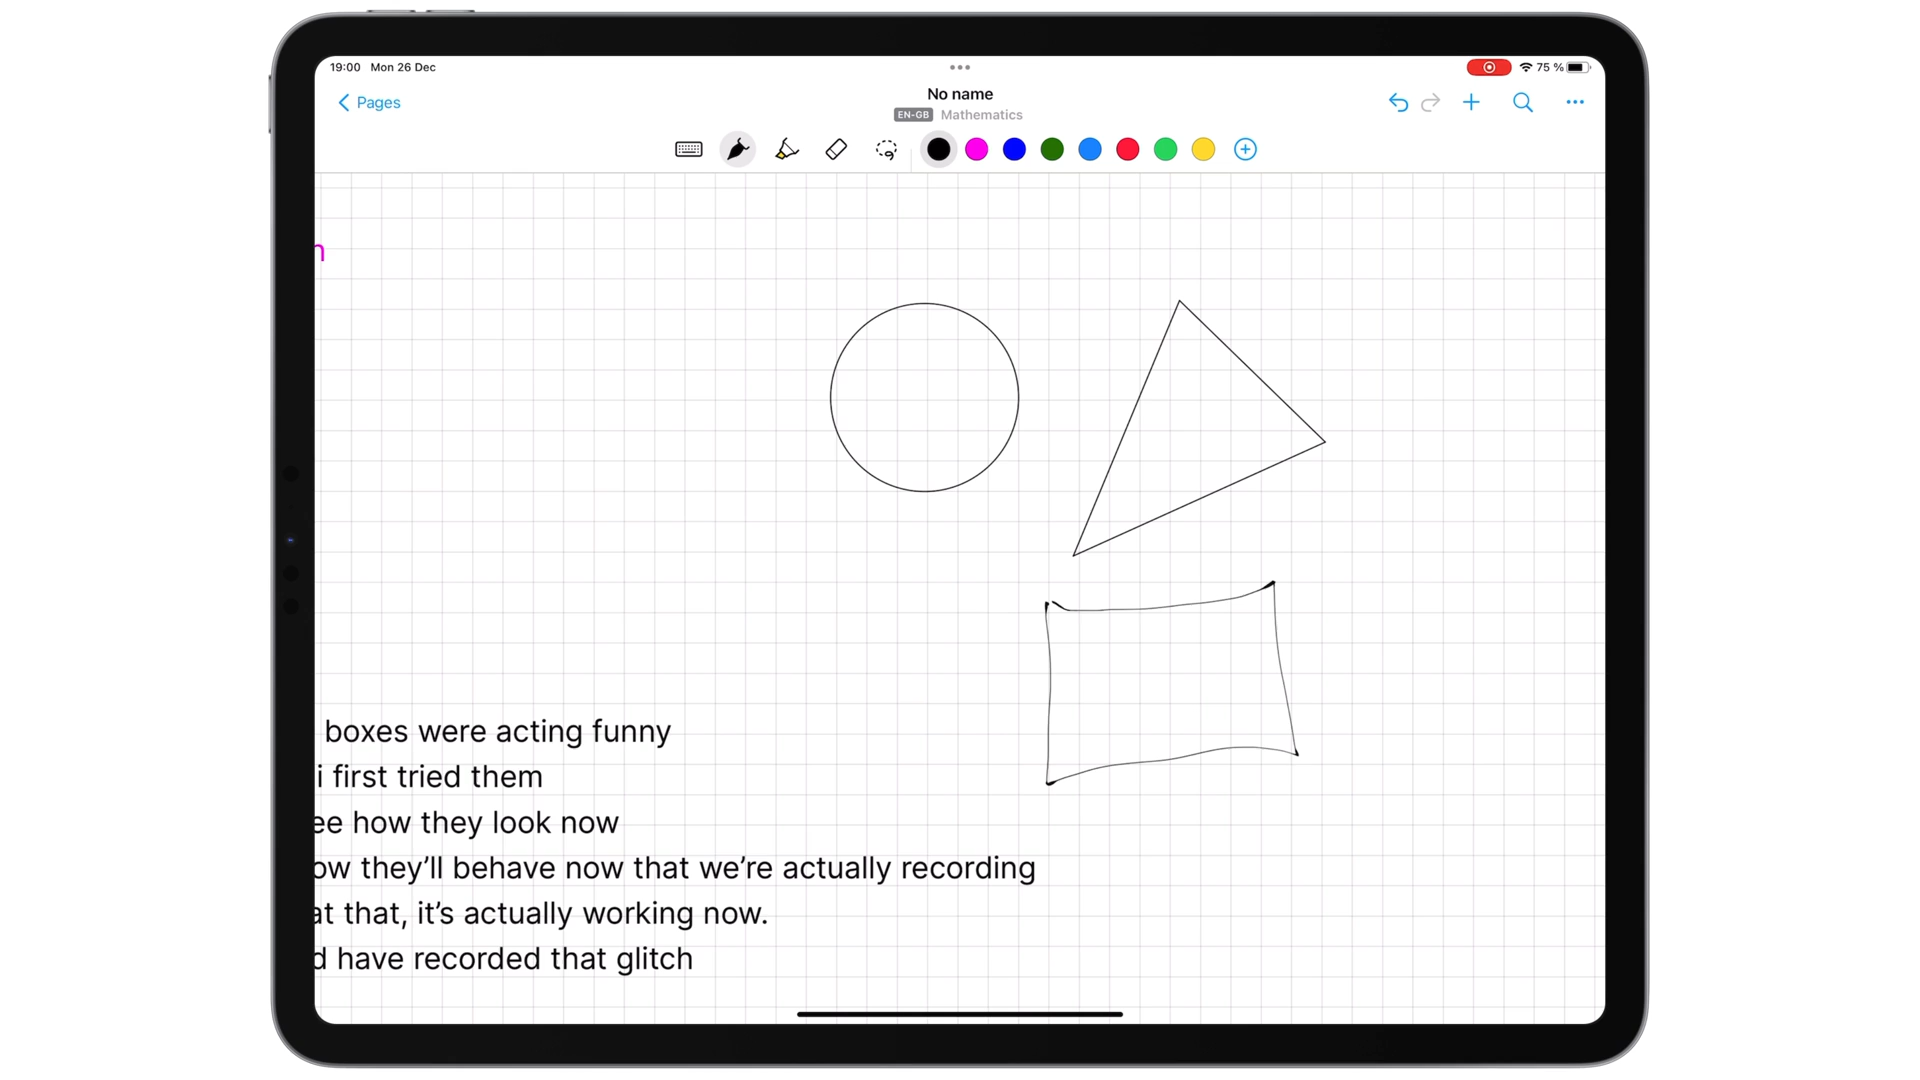 19:00 Mon 26 Dec
75 %
Pages
No name
EN-GB Mathematics
n
boxes were acting funny
i first tried them
ee how they look now
ow they’ll behave now that we’re actually recording
at that, it’s actually working now.
d have recorded that glitch